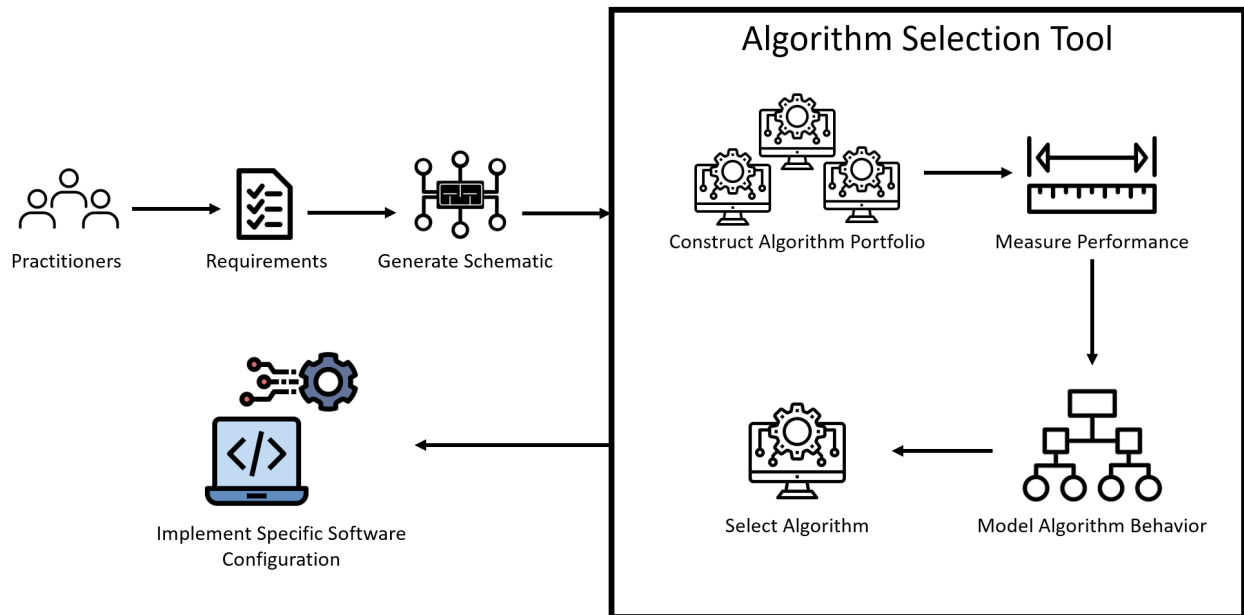 Algorithm Selection Tool
Practitioners
Requirements
Generate Schematic
Construct Algorithm Portfolio
Measure Performance
Model Algorithm Behavior
Select Algorithm
Implement Specific Software
Configuration